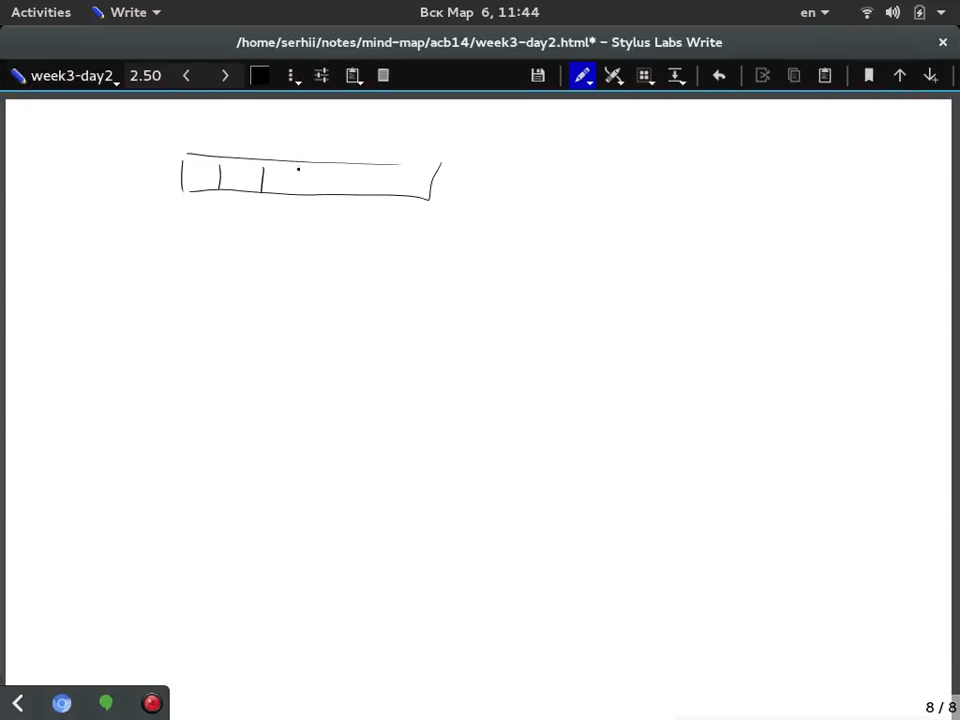 Activities Write Вск Мар 6, 11:44 en
/home/serhii/notes/mind-map/acb14/week3-day2.html* – Stylus Labs Write
week3-day2 2.50
8 / 8